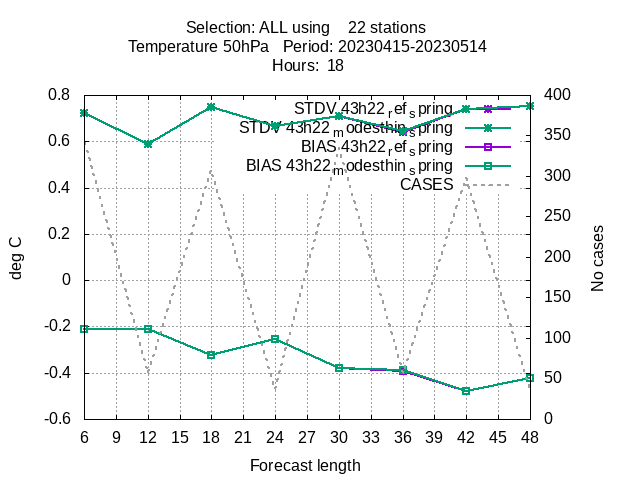 Selection: ALL using    22 stations
Temperature 50hPa   Period: 20230415-20230514
Hours:  18
0.8
0.6
0.4
0.2
0
-0.2
-0.4
-0.6
deg C
STDV 43h22_ref_spring
STDV 43h22_modesthin_spring
BIAS 43h22_ref_spring
BIAS 43h22_modesthin_spring
CASES
400
350
300
250
200
150
100
50
0
No cases
6 9 12 15 18 21 24 27 30 33 36 39 42 45 48
Forecast length